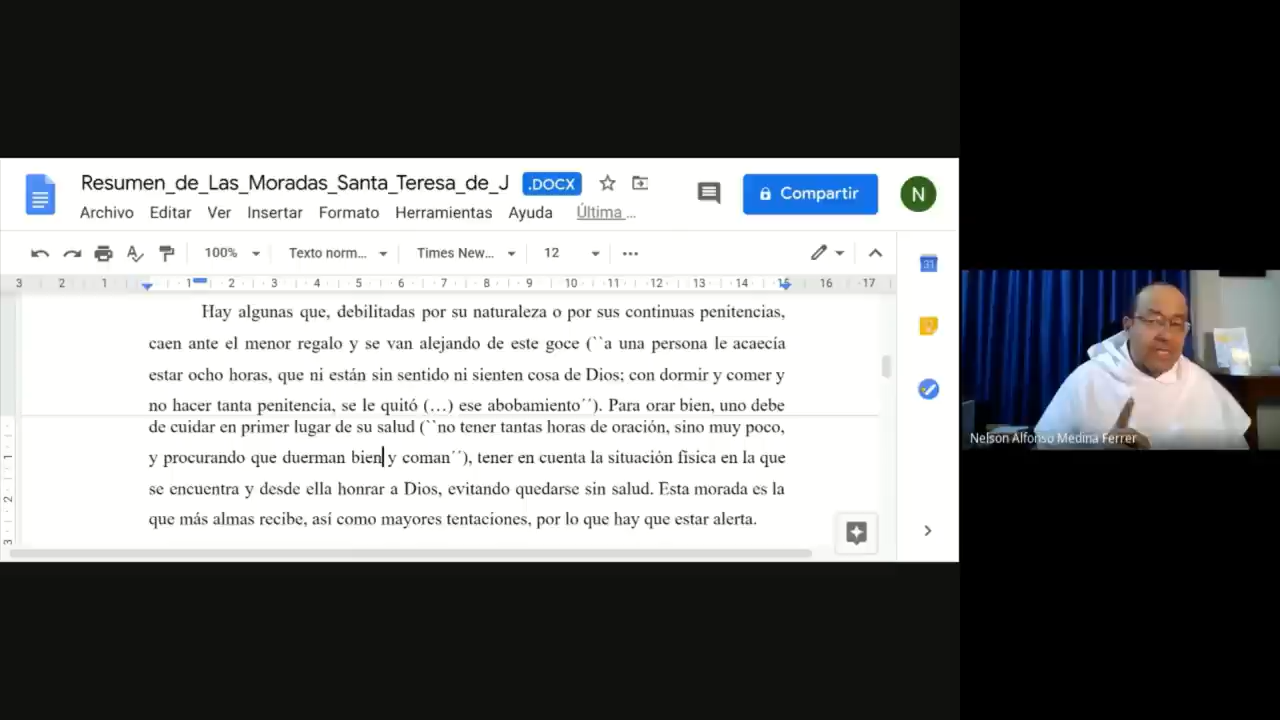 Resumen_de_Las_Moradas_Santa_Teresa_de_J .DOCX
Archivo Editar Ver Insertar Formato Herramientas Ayuda Última ...
Compartir
N
100% Texto norm... Times New... 12
3 2 1 1 2 3 4 5 6 7 8 9 10 11 12 13 14 15 16 17
31
Hay algunas que, debilitadas por su naturaleza o por sus continuas penitencias,
caen ante el menor regalo y se van alejando de este goce (``a una persona le acaecía
estar ocho horas, que ni están sin sentido ni sienten cosa de Dios; con dormir y comer y
no hacer tanta penitencia, se le quitó (…) ese abobamiento´´). Para orar bien, uno debe
de cuidar en primer lugar de su salud (``no tener tantas horas de oración, sino muy poco,
y procurando que duerman bien y coman´´), tener en cuenta la situación física en la que
se encuentra y desde ella honrar a Dios, evitando quedarse sin salud. Esta morada es la
que más almas recibe, así como mayores tentaciones, por lo que hay que estar alerta.
1
2
3
Nelson Alfonso Medina Ferrer